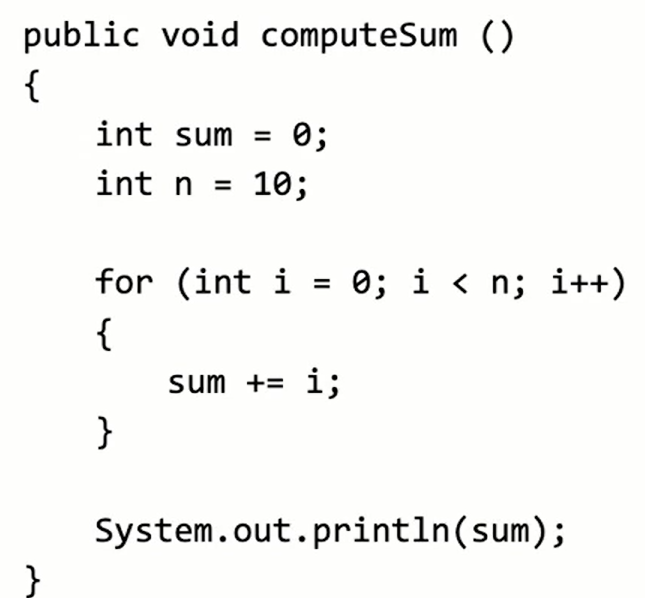 public void computeSum ()
{
    int sum = 0;
    int n = 10;

    for (int i = 0; i < n; i++)
    {
        sum += i;
    }

    System.out.println(sum);
}